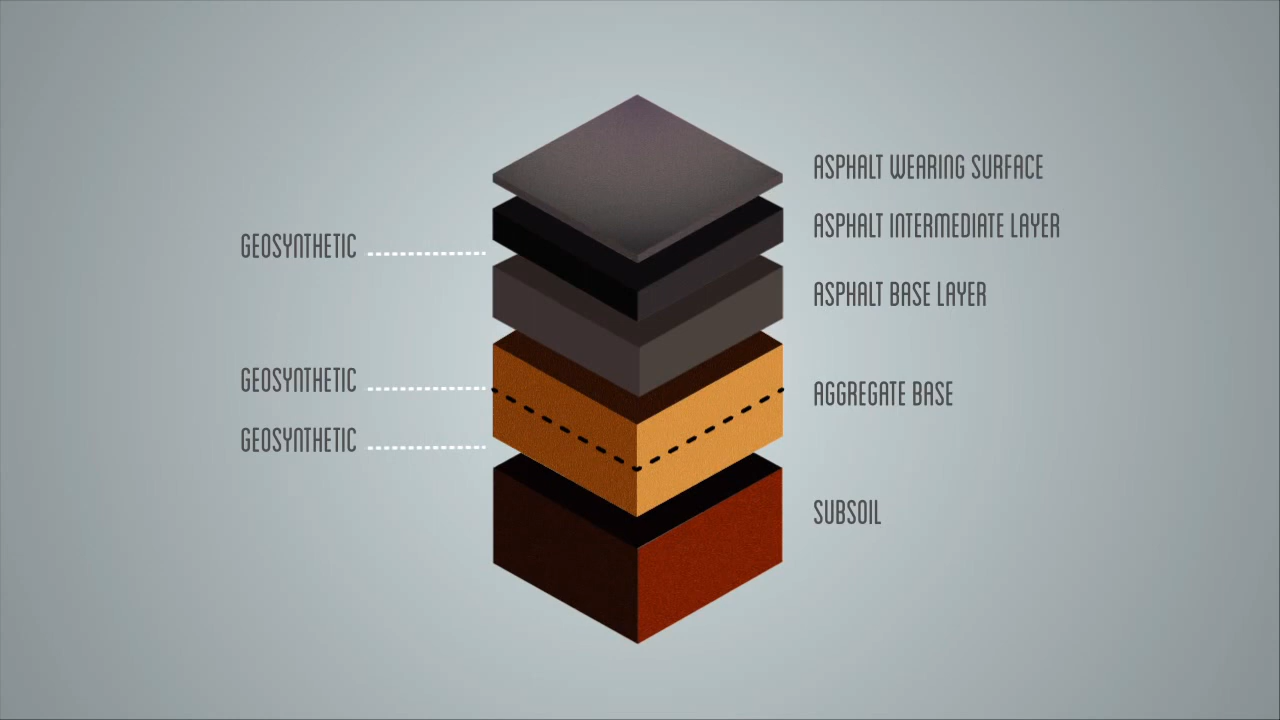 ASPHALT WEARING SURFACE
ASPHALT INTERMEDIATE LAYER
GEOSYNTHETIC
ASPHALT BASE LAYER
GEOSYNTHETIC
AGGREGATE BASE
GEOSYNTHETIC
SUBSOIL